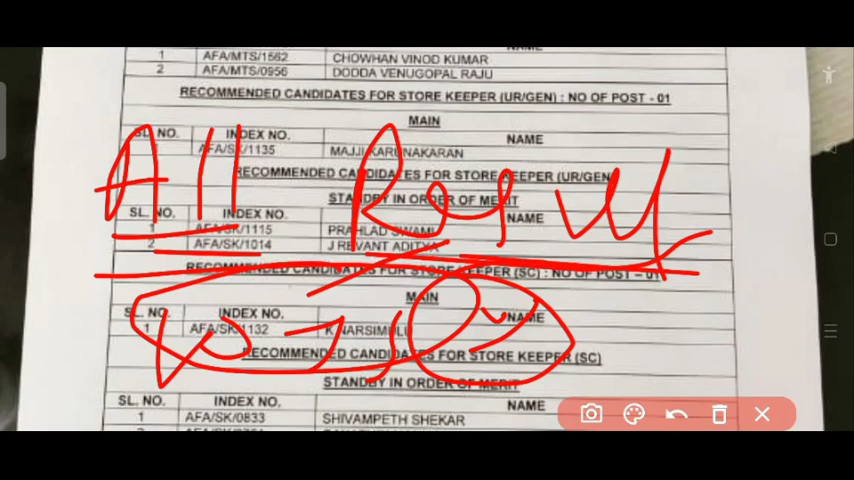 NAME
1 AFA/MTS/1562 CHOWHAN VINOD KUMAR
2 AFA/MTS/0956 DODDA VENUGOPAL RAJU
RECOMMENDED CANDIDATES FOR STORE KEEPER (UR/GEN) : NO OF POST - 01
MAIN
SL. NO. INDEX NO. NAME
AFA/SK/1135 MAJJI KARUNAKARAN
RECOMMENDED CANDIDATES FOR STORE KEEPER (UR/GEN)
STANDBY IN ORDER OF MERIT
SL. NO. INDEX NO. NAME
1 AFA/SK/1115 PRAHLAD SWAMI
2 AFA/SK/1014 J REVANT ADITYA
All
RECOMMENDED CANDIDATES FOR STORE KEEPER (SC) : NO OF POST – 01
MAIN
SL. NO. INDEX NO. NAME
1 AFA/SK/1132 K NARSIMULU
RECOMMENDED CANDIDATES FOR STORE KEEPER (SC)
STANDBY IN ORDER OF MERIT
SL. NO. INDEX NO. NAME
1 AFA/SK/0833 SHIVAMPETH SHEKAR